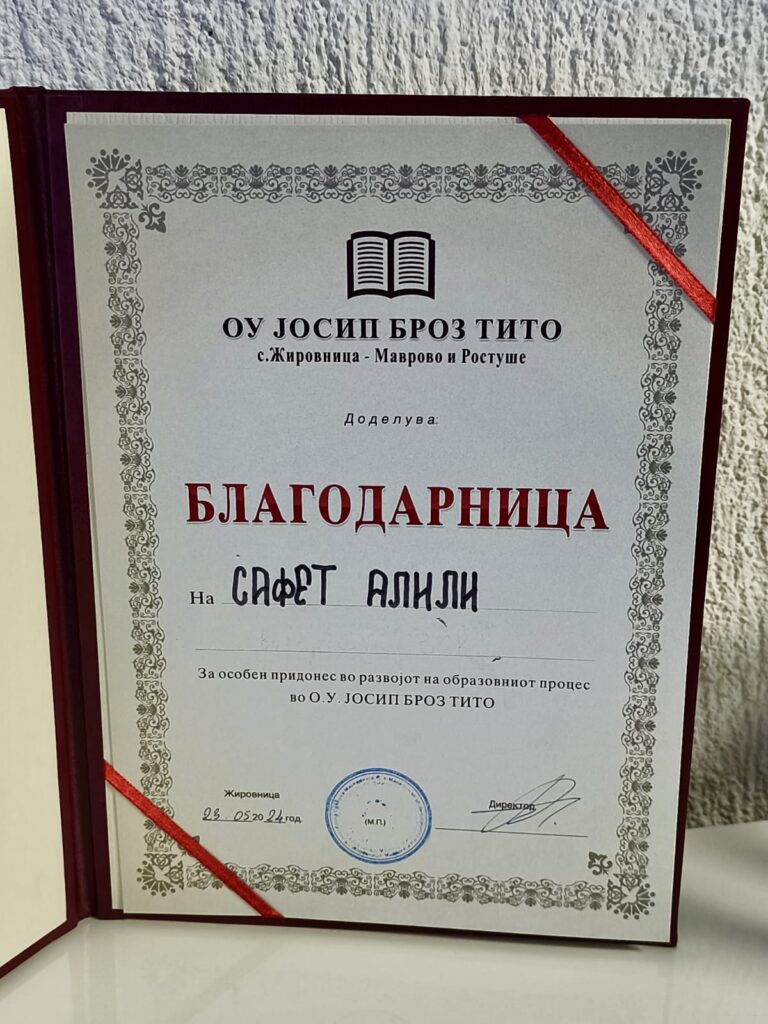 ОУ ЈОСИП БРОЗ ТИТО
с.Жировница - Маврово и Ростуше
Доделува:
БЛАГОДАРНИЦА
На САФЕТ АЛИЛИ
За особен придонес во развојот на образовниот процес
во О.У. ЈОСИП БРОЗ ТИТО
Жировница
23.05.2024 год.
(М.П.)
Директор